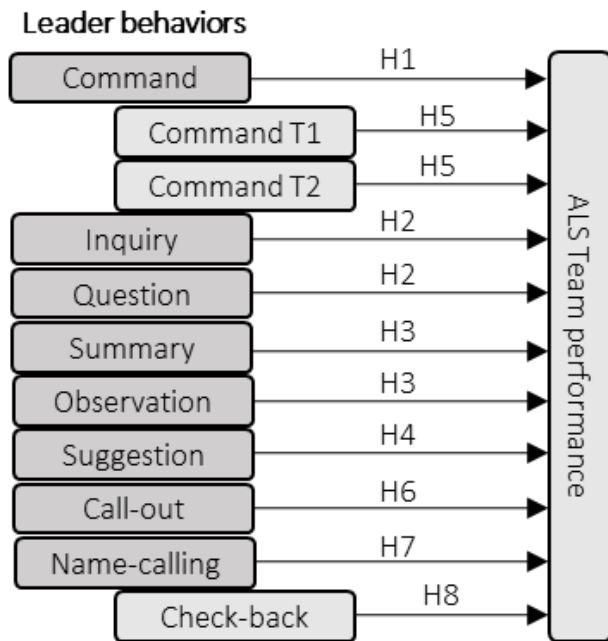 Leader behaviors
Command
H1
Command T1
H5
Command T2
H5
Inquiry
H2
Question
H2
Summary
H3
Observation
H3
Suggestion
H4
Call-out
H6
Name-calling
H7
Check-back
H8
ALS Team performance